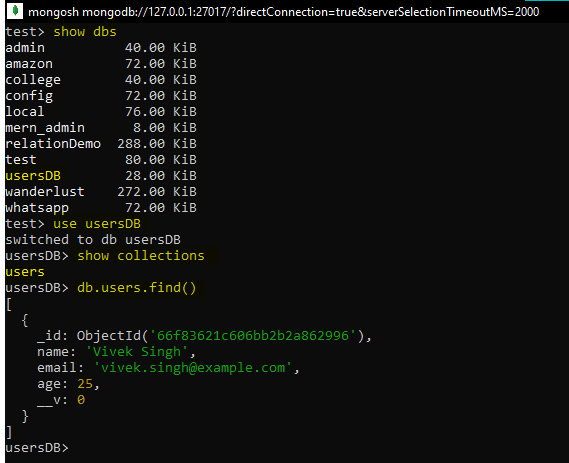 mongosh mongodb://127.0.0.1:27017/?directConnection=true&serverSelectionTimeoutMS=2000
test> show dbs
admin          40.00 KiB
amazon         72.00 KiB
college        40.00 KiB
config         72.00 KiB
local          76.00 KiB
mern_admin      8.00 KiB
relationDemo  288.00 KiB
test           80.00 KiB
usersDB        28.00 KiB
wanderlust    272.00 KiB
whatsapp       72.00 KiB
test> use usersDB
switched to db usersDB
usersDB> show collections
users
usersDB> db.users.find()
[
  {
    _id: ObjectId('66f83621c606bb2b2a862996'),
    name: 'Vivek Singh',
    email: 'vivek.singh@example.com',
    age: 25,
    __v: 0
  }
]
usersDB>